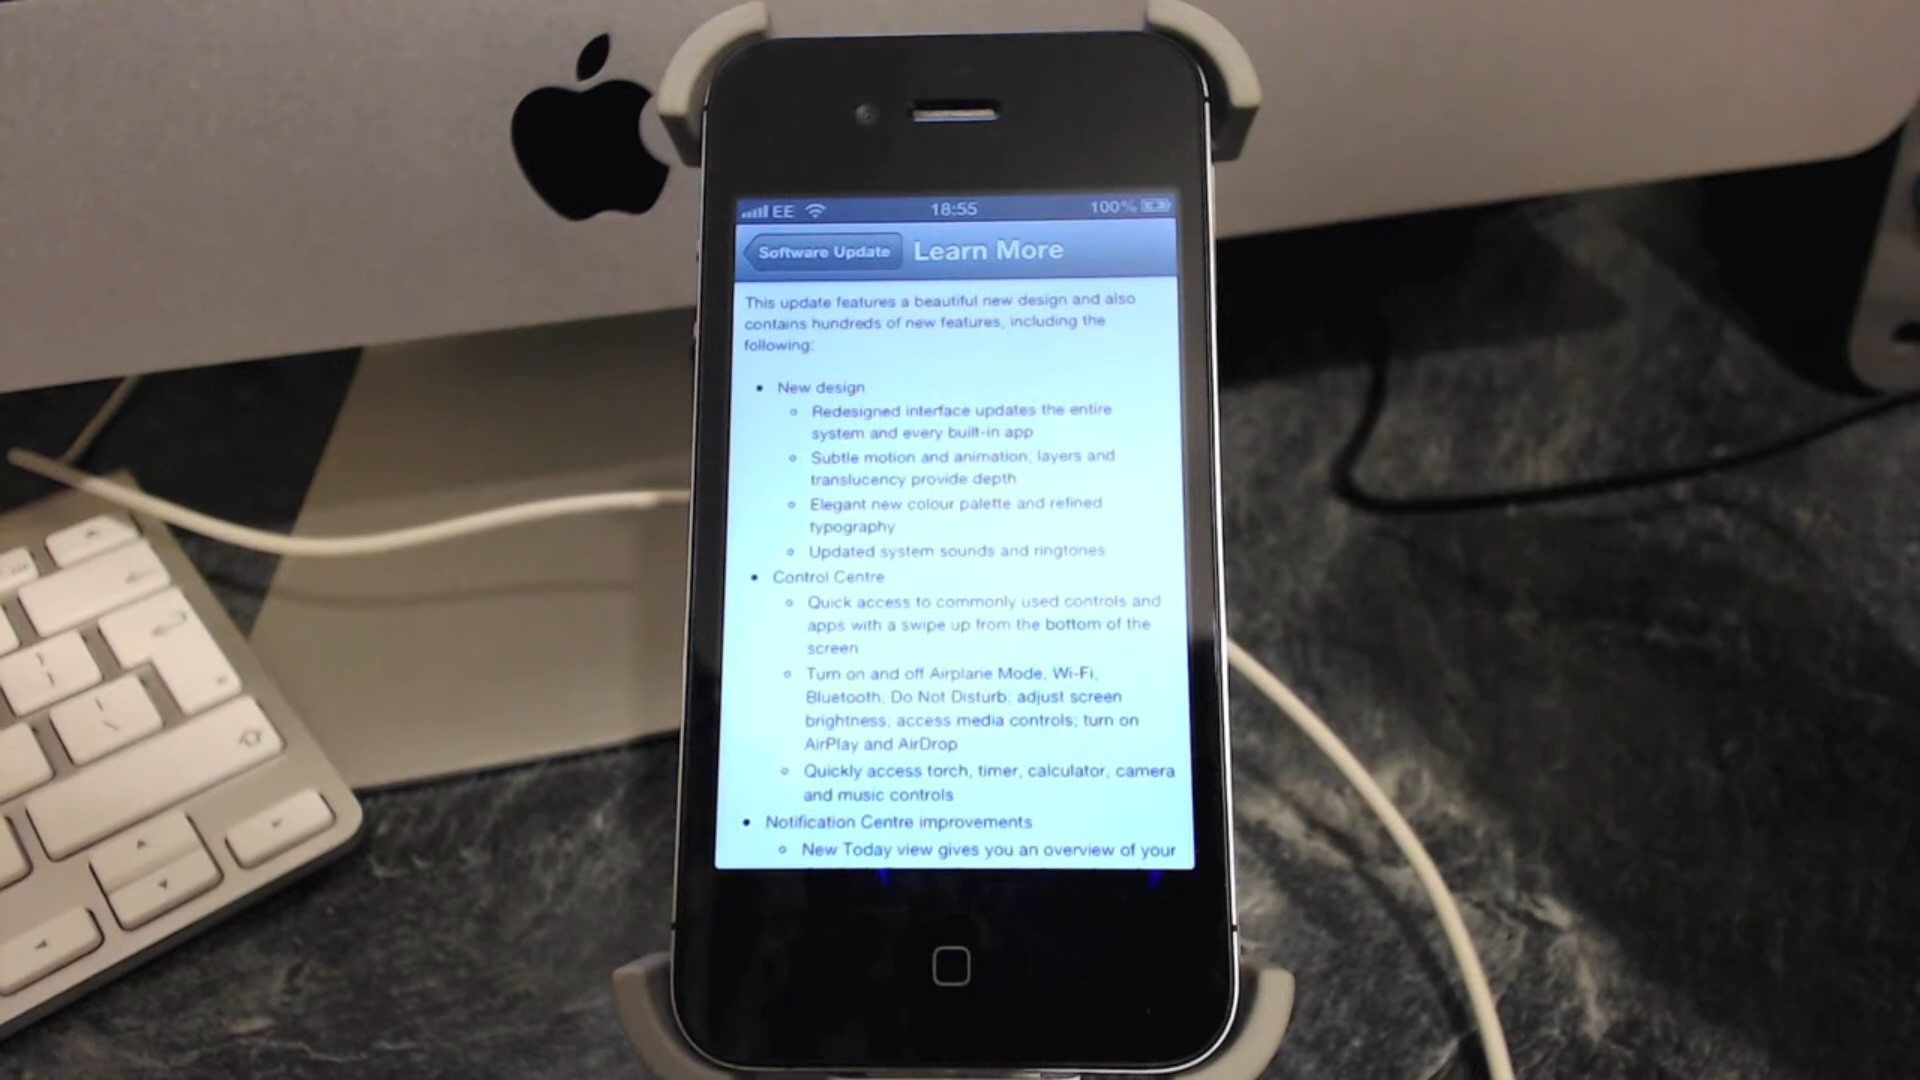 EE 18:55 100%
Software Update Learn More
This update features a beautiful new design and also
contains hundreds of new features, including the
following:
• New design
◦ Redesigned interface updates the entire
system and every built-in app
◦ Subtle motion and animation; layers and
translucency provide depth
◦ Elegant new colour palette and refined
typography
◦ Updated system sounds and ringtones
• Control Centre
◦ Quick access to commonly used controls and
apps with a swipe up from the bottom of the
screen
◦ Turn on and off Airplane Mode, Wi-Fi,
Bluetooth, Do Not Disturb; adjust screen
brightness, access media controls; turn on
AirPlay and AirDrop
◦ Quickly access torch, timer, calculator, camera
and music controls
• Notification Centre improvements
◦ New Today view gives you an overview of your